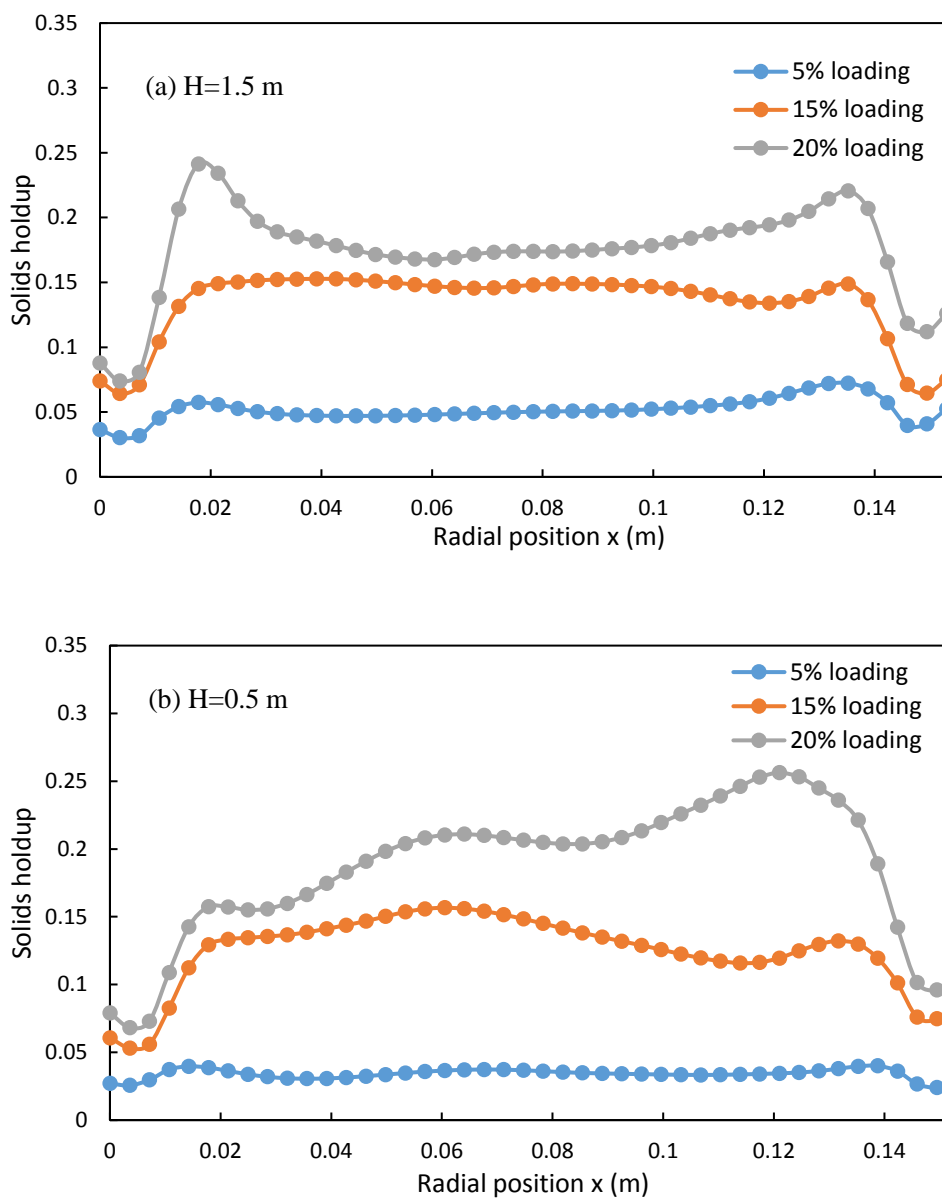 0.35
(a) H=1.5 m
5% loading
0.3
15% loading
0.25
20% loading
0.2
Solids holdup
0.15
0.1
0.05
0
0 0.02 0.04 0.06 0.08 0.1 0.12 0.14
Radial position x (m)
0.35
(b) H=0.5 m
5% loading
0.3
15% loading
20% loading
0.25
0.2
Solids holdup
0.15
0.1
0.05
0
0 0.02 0.04 0.06 0.08 0.1 0.12 0.14
Radial position x (m)